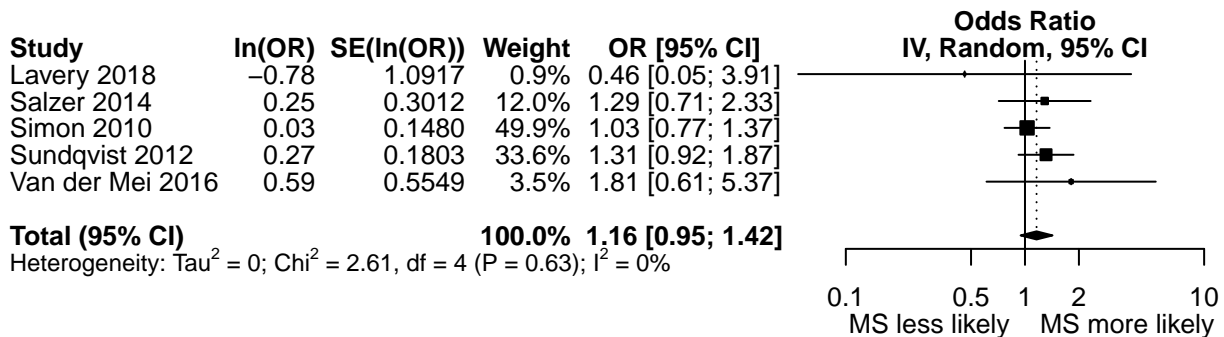 Odds Ratio
Study ln(OR) SE(ln(OR)) Weight OR [95% CI] IV, Random, 95% CI
Lavery 2018 −0.78 1.0917 0.9% 0.46 [0.05; 3.91]
Salzer 2014 0.25 0.3012 12.0% 1.29 [0.71; 2.33]
Simon 2010 0.03 0.1480 49.9% 1.03 [0.77; 1.37]
Sundqvist 2012 0.27 0.1803 33.6% 1.31 [0.92; 1.87]
Van der Mei 2016 0.59 0.5549 3.5% 1.81 [0.61; 5.37]
Total (95% CI) 100.0% 1.16 [0.95; 1.42]
Heterogeneity: Tau² = 0; Chi² = 2.61, df = 4 (P = 0.63); I² = 0%
0.1 0.5 1 2 10
MS less likely MS more likely